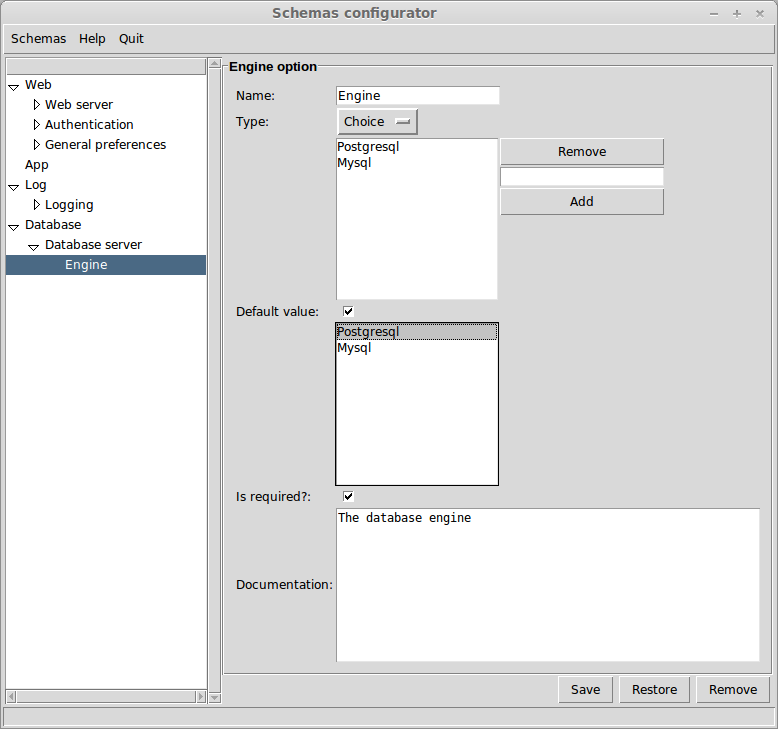 Schemas configurator
Schemas Help Quit
Web
Web server
Authentication
General preferences
App
Log
Logging
Database
Database server
Engine
Engine option
Name: Engine
Type: Choice
Postgresql
Mysql
Remove
Add
Default value:
Postgresql
Mysql
Is required?:
Documentation: The database engine
Save Restore Remove